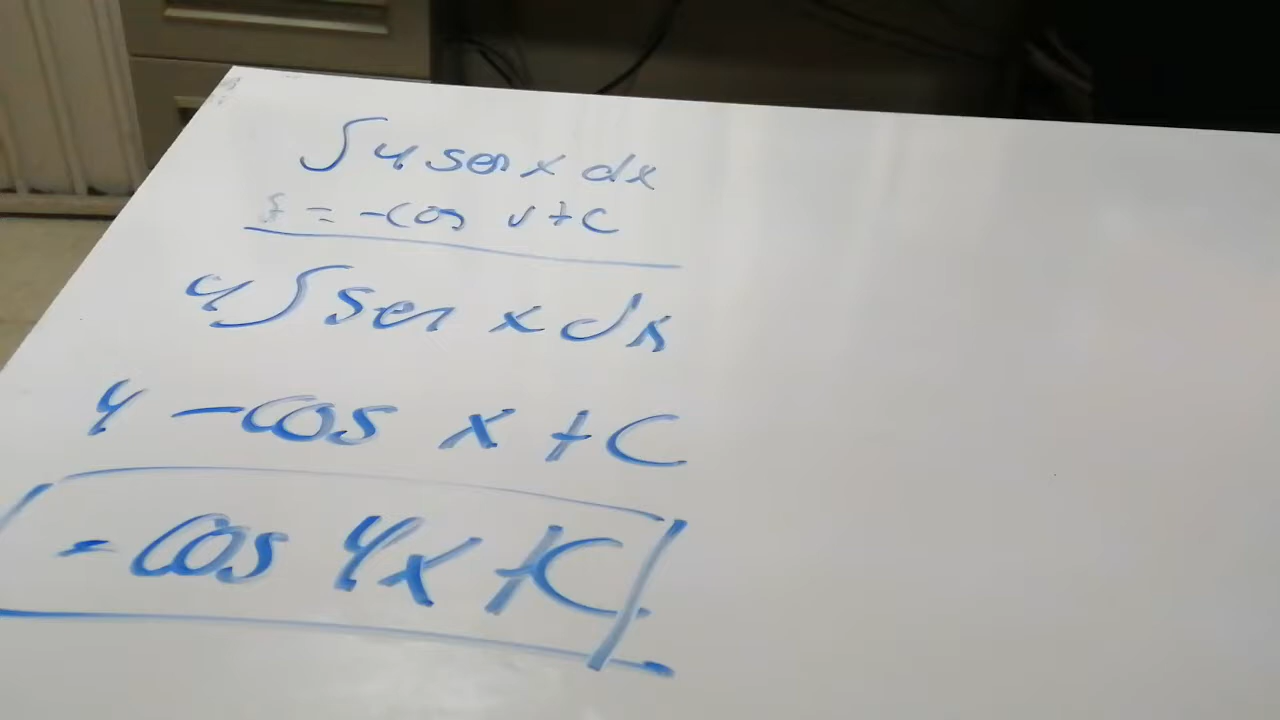 ∫ 4 sen x dx
∫ = -cos v + C
4 ∫ sen x dx
4 -cos x + C
- cos 4x + C